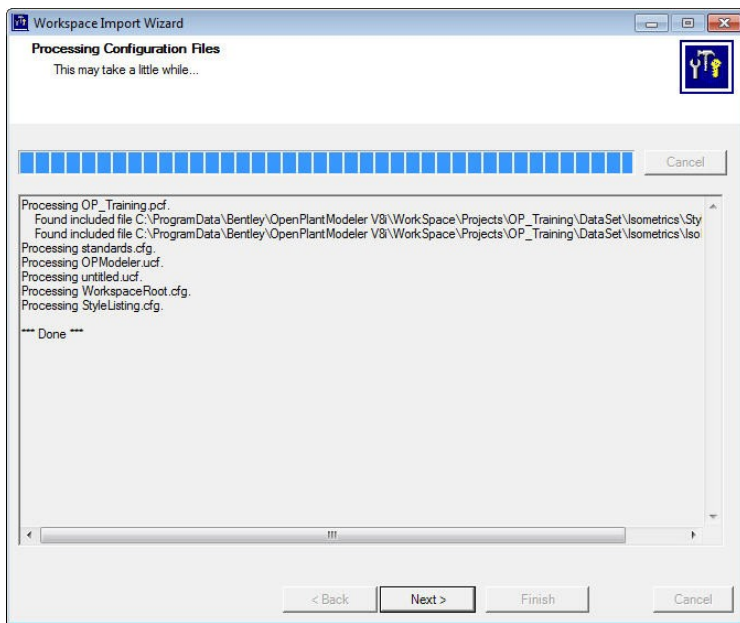 Workspace Import Wizard
Processing Configuration Files
This may take a little while...
Cancel
Processing OP_Training.pcf.
Found included file C:\ProgramData\Bentley\OpenPlantModeler V8i\WorkSpace\Projects\OP_Training\DataSet\Isometrics\Sty
Found included file C:\ProgramData\Bentley\OpenPlantModeler V8i\WorkSpace\Projects\OP_Training\DataSet\Isometrics\Iso
Processing standards.cfg.
Processing OPModeler.ucf.
Processing untitled.ucf.
Processing WorkspaceRoot.cfg.
Processing StyleListing.cfg.
*** Done ***
< Back Next > Finish Cancel